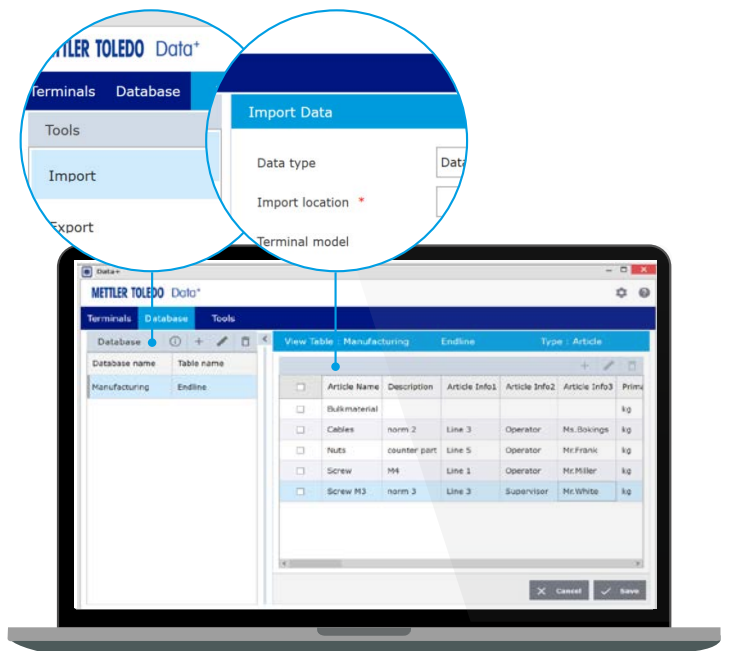 METTLER TOLEDO Data+
Terminals Database
Tools
Import
Export
Import Data
Data type Data
Import location *
Terminal model
Data+
METTLER TOLEDO Data+
Terminals Database Tools
Database View Table : Manufacturing Endline Type : Article
Database name Table name
Manufacturing Endline
Article Name Description Article Info1 Article Info2 Article Info3 Prima
Bulkmaterial kg
Cables norm 2 Line 3 Operator Ms.Bokings kg
Nuts counter part Line 5 Operator Mr.Frank kg
Screw M4 Line 1 Operator Mr.Miller kg
Screw M3 norm 3 Line 3 Supervisor Mr.White kg
Cancel Save